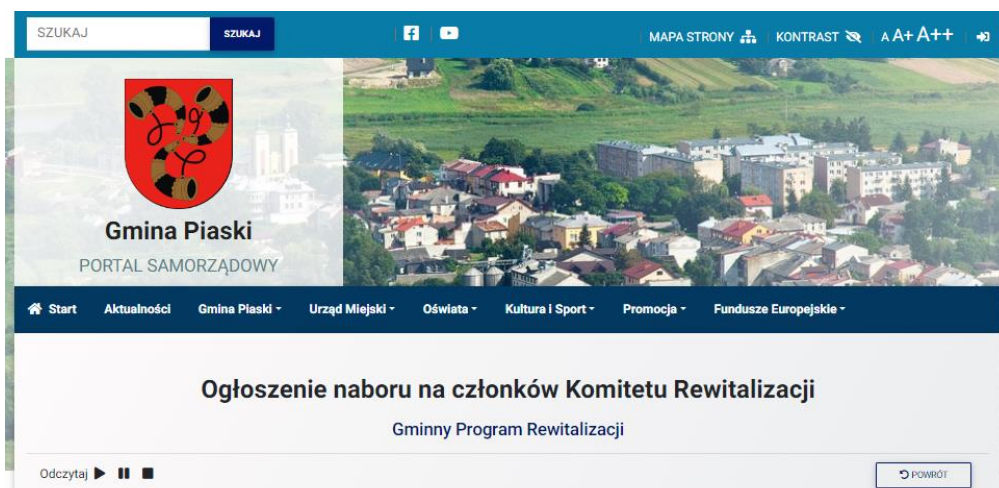 SZUKAJ
SZUKAJ
MAPA STRONY
KONTRAST
A A+ A++
Gmina Piaski
PORTAL SAMORZĄDOWY
Start Aktualności Gmina Piaski Urząd Miejski Oświata Kultura i Sport Promocja Fundusze Europejskie
Ogłoszenie naboru na członków Komitetu Rewitalizacji
Gminny Program Rewitalizacji
Odczytaj
POWRÓT